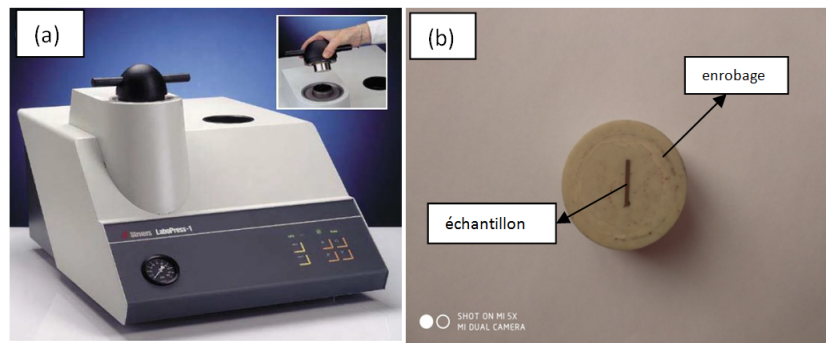 (a)
Struers LaboPress-1
(b)
enrobage
échantillon
SHOT ON MI 5X
MI DUAL CAMERA